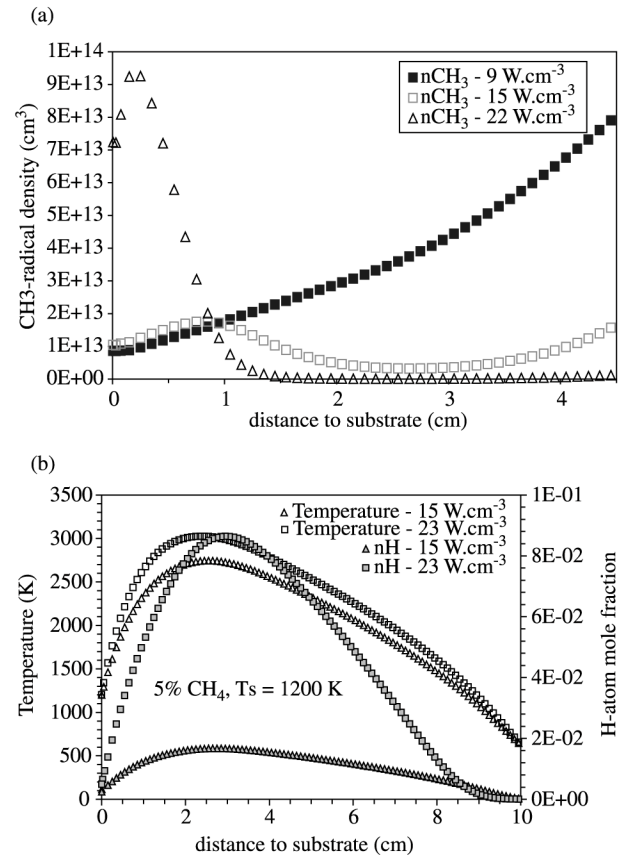 (a)
1E+14
9E+13
8E+13
7E+13
6E+13
5E+13
4E+13
3E+13
2E+13
1E+13
0E+00
CH3-radical density (cm³)
nCH₃ - 9 W.cm⁻³
nCH₃ - 15 W.cm⁻³
nCH₃ - 22 W.cm⁻³
0 1 2 3 4
distance to substrate (cm)
(b)
3500
3000
2500
2000
1500
1000
500
0
Temperature (K)
Temperature - 15 W.cm⁻³
Temperature - 23 W.cm⁻³
nH - 15 W.cm⁻³
nH - 23 W.cm⁻³
5% CH₄, Ts = 1200 K
1E-01
8E-02
6E-02
4E-02
2E-02
0E+00
H-atom mole fraction
0 1 2 3 4 5 6 7 8 9 10
distance to substrate (cm)